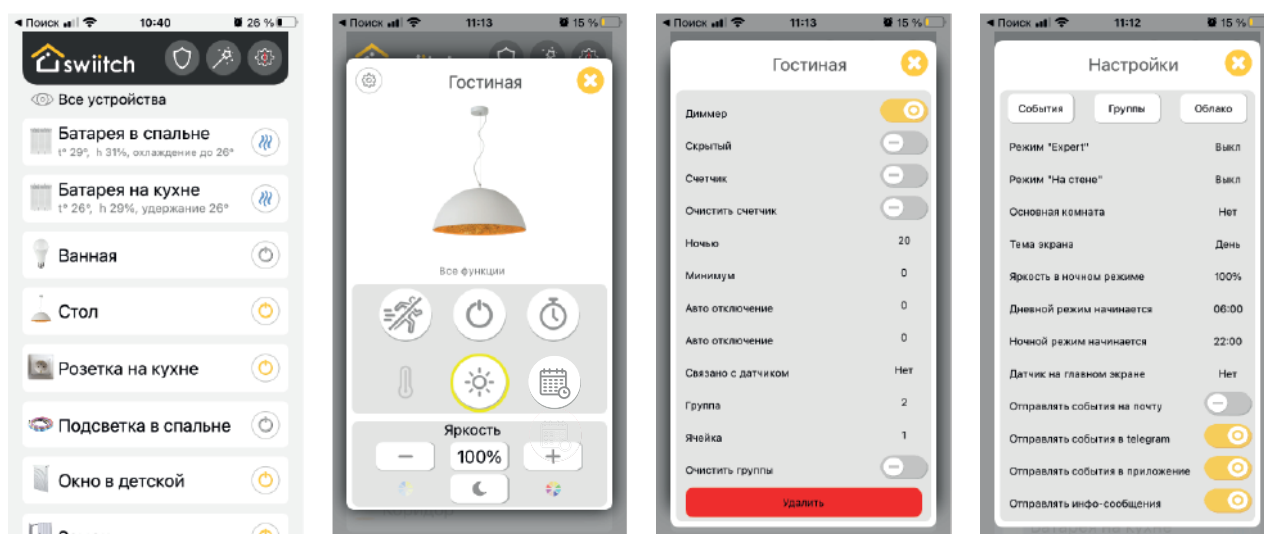 Поиск 10:40 26 %
swiitch
Все устройства
Батарея в спальне
t° 29°, h 31%, охлаждение до 26°
Батарея на кухне
t° 26°, h 29%, удержание 26°
Ванная
Стол
Розетка на кухне
Подсветка в спальне
Окно в детской
Поиск 11:13 15 %
Гостиная
Все функции
Яркость
100%
Поиск 11:13 15 %
Гостиная
Диммер
Скрытый
Счетчик
Очистить счетчик
Ночью 20
Минимум 0
Авто отключение 0
Авто отключение 0
Связано с датчиком Нет
Группа 2
Ячейка 1
Очистить группы
Удалить
Поиск 11:12 15 %
Настройки
События Группы Облако
Режим "Expert" Выкл
Режим "На стене" Выкл
Основная комната Нет
Тема экрана День
Яркость в ночном режиме 100%
Дневной режим начинается 06:00
Ночной режим начинается 22:00
Датчик на главном экране Нет
Отправлять события на почту
Отправлять события в telegram
Отправлять события в приложение
Отправлять инфо-сообщения